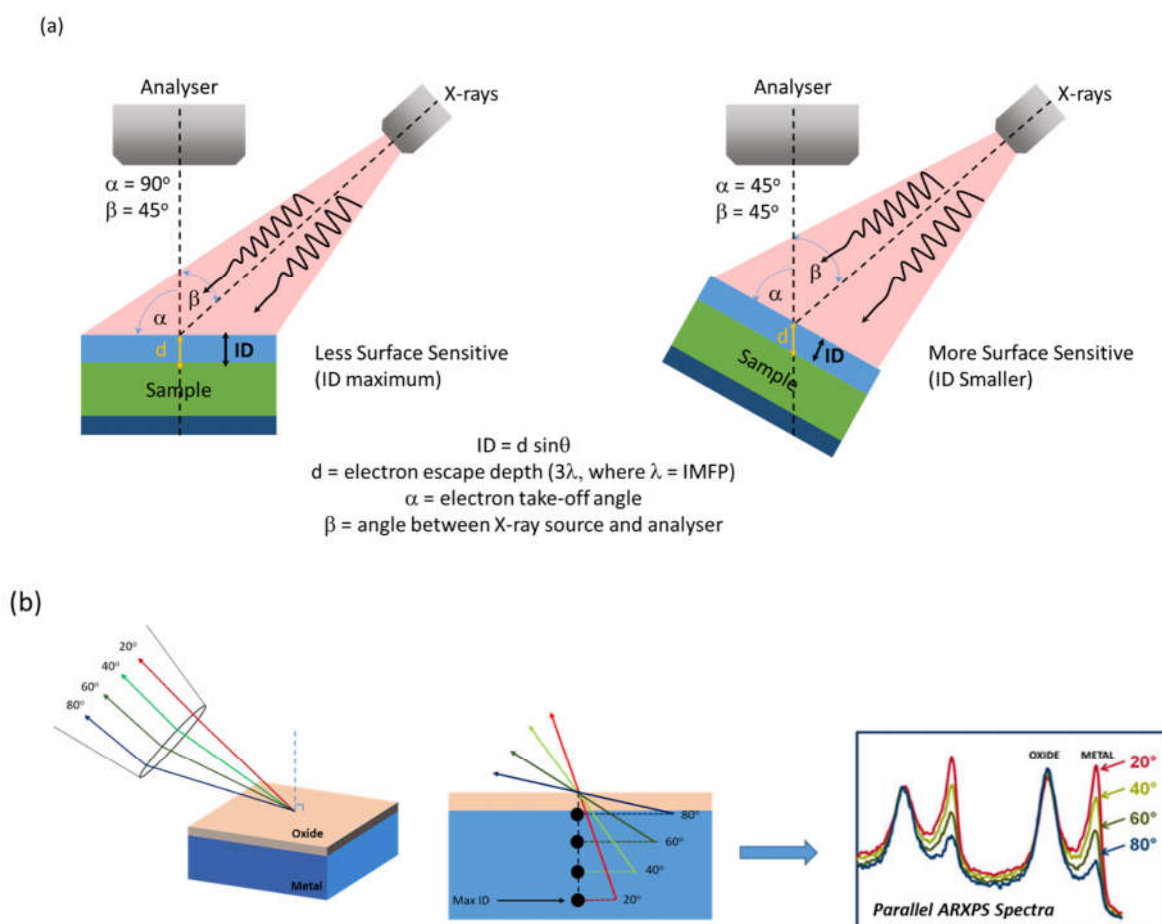 (a)
Analyser
X-rays
α = 90°
β = 45°
β
α
d
ID
Sample
Less Surface Sensitive
(ID maximum)
Analyser
X-rays
α = 45°
β = 45°
β
α
d
ID
Sample
More Surface Sensitive
(ID Smaller)
ID = d sinθ
d = electron escape depth (3λ, where λ = IMFP)
α = electron take-off angle
β = angle between X-ray source and analyser
(b)
20°
40°
60°
80°
Oxide
Metal
80°
60°
40°
Max ID
20°
OXIDE
METAL
20°
40°
60°
80°
Parallel ARXPS Spectra